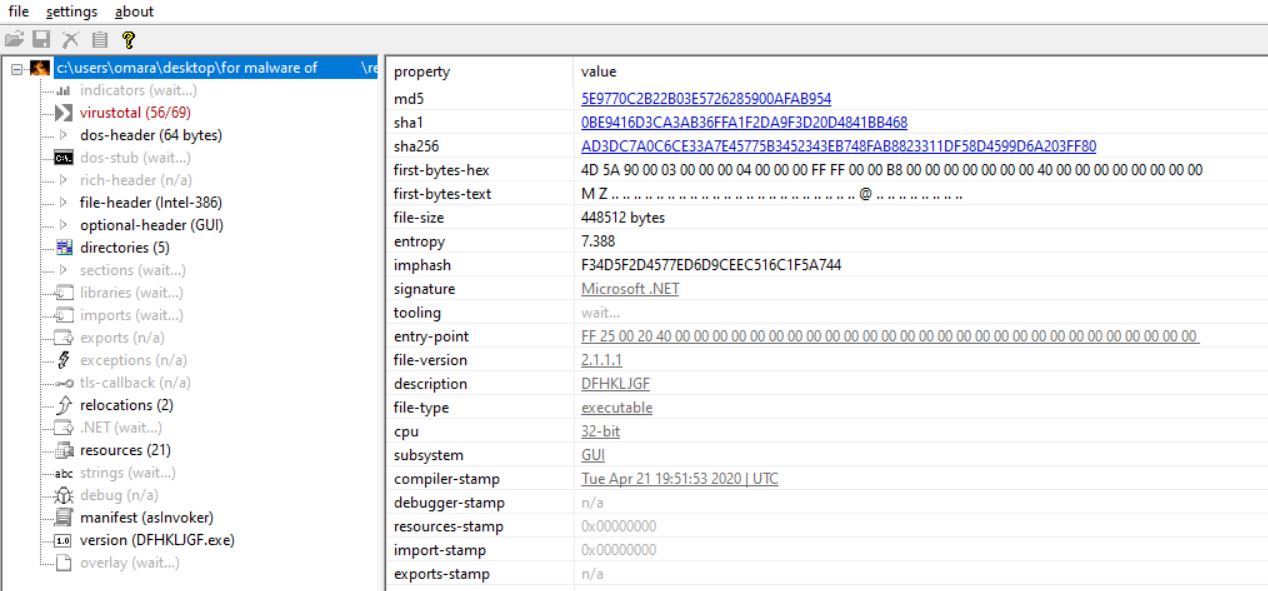 file settings about
c:\users\omara\desktop\for malware of \re
indicators (wait...)
virustotal (56/69)
dos-header (64 bytes)
dos-stub (wait...)
rich-header (n/a)
file-header (Intel-386)
optional-header (GUI)
directories (5)
sections (wait...)
libraries (wait...)
imports (wait...)
exports (n/a)
exceptions (n/a)
tls-callback (n/a)
relocations (2)
.NET (wait...)
resources (21)
abc strings (wait...)
debug (n/a)
manifest (asInvoker)
1.0 version (DFHKLJGF.exe)
overlay (wait...)
property value
md5 5E9770C2B22B03E5726285900AFAB954
sha1 0BE9416D3CA3AB36FFA1F2DA9F3D20D4841BB468
sha256 AD3DC7A0C6CE33A7E45775B3452343EB748FAB8823311DF58D4599D6A203FF80
first-bytes-hex 4D 5A 90 00 03 00 00 00 04 00 00 00 FF FF 00 00 B8 00 00 00 00 00 00 00 40 00 00 00 00 00 00 00 00
first-bytes-text M Z .. .. .. .. .. .. .. .. .. .. .. .. .. .. .. .. .. .. .. .. .. .. @ .. .. .. .. .. .. .. ..
file-size 448512 bytes
entropy 7.388
imphash F34D5F2D4577ED6D9CEEC516C1F5A744
signature Microsoft .NET
tooling wait...
entry-point FF 25 00 20 40 00 00 00 00 00 00 00 00 00 00 00 00 00 00 00 00 00 00 00 00 00 00 00 00 00 00 00 00
file-version 2.1.1.1
description DFHKLJGF
file-type executable
cpu 32-bit
subsystem GUI
compiler-stamp Tue Apr 21 19:51:53 2020 | UTC
debugger-stamp n/a
resources-stamp 0x00000000
import-stamp 0x00000000
exports-stamp n/a